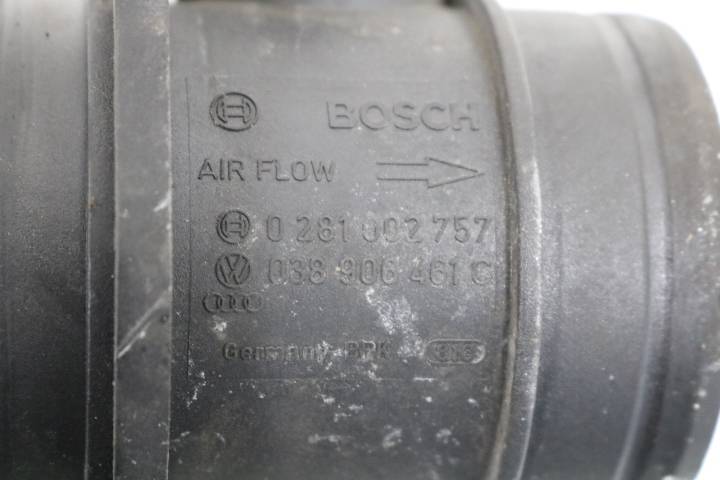 BOSCH
AIR FLOW
0 281 002 757
038 906 461 C
Germany